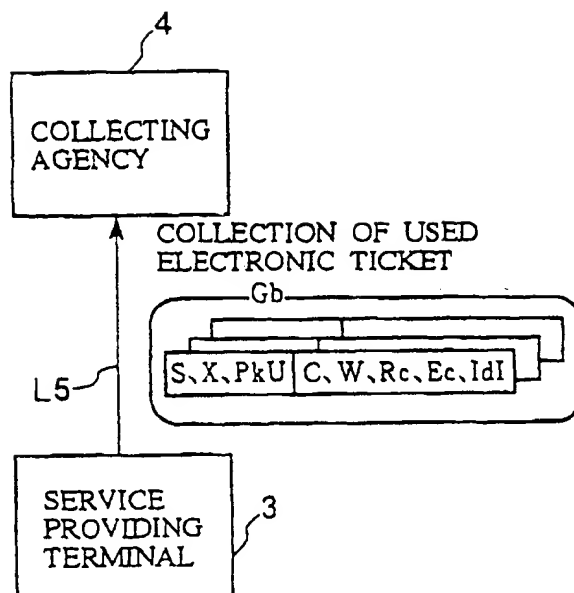 4
COLLECTING
AGENCY
COLLECTION OF USED
ELECTRONIC TICKET
Gb
S、X、PkU C、W、Rc、Ec、IdI
L5
SERVICE
PROVIDING
TERMINAL
3